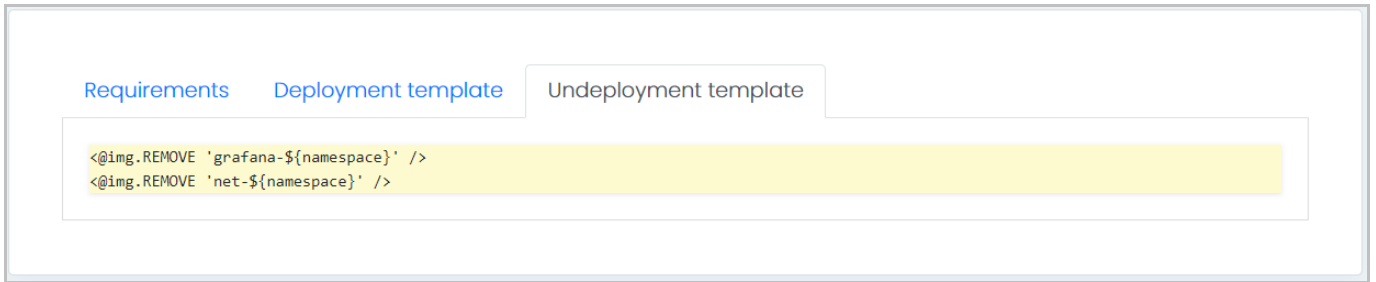 Requirements Deployment template Undeployment template
<@img.REMOVE 'grafana-${namespace}' />
<@img.REMOVE 'net-${namespace}' />